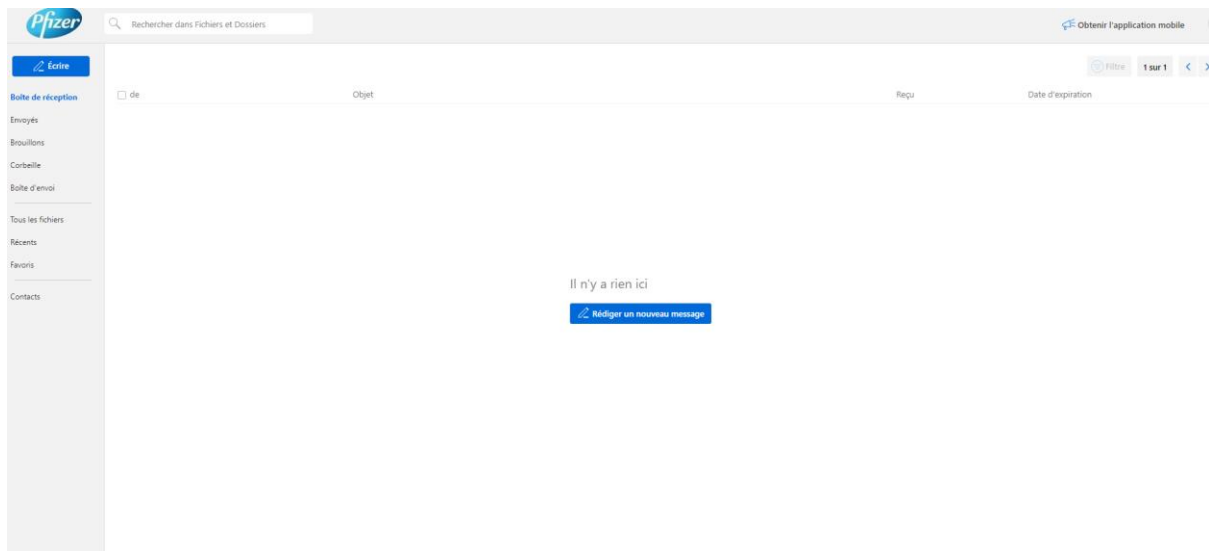 Pfizer
Rechercher dans Fichiers et Dossiers
Obtenir l'application mobile
Écrire
Filtre
1 sur 1
Boîte de réception
de
Objet
Reçu
Date d'expiration
Envoyés
Brouillons
Corbeille
Boîte d'envoi
Tous les fichiers
Récents
Favoris
Contacts
Il n'y a rien ici
Rédiger un nouveau message